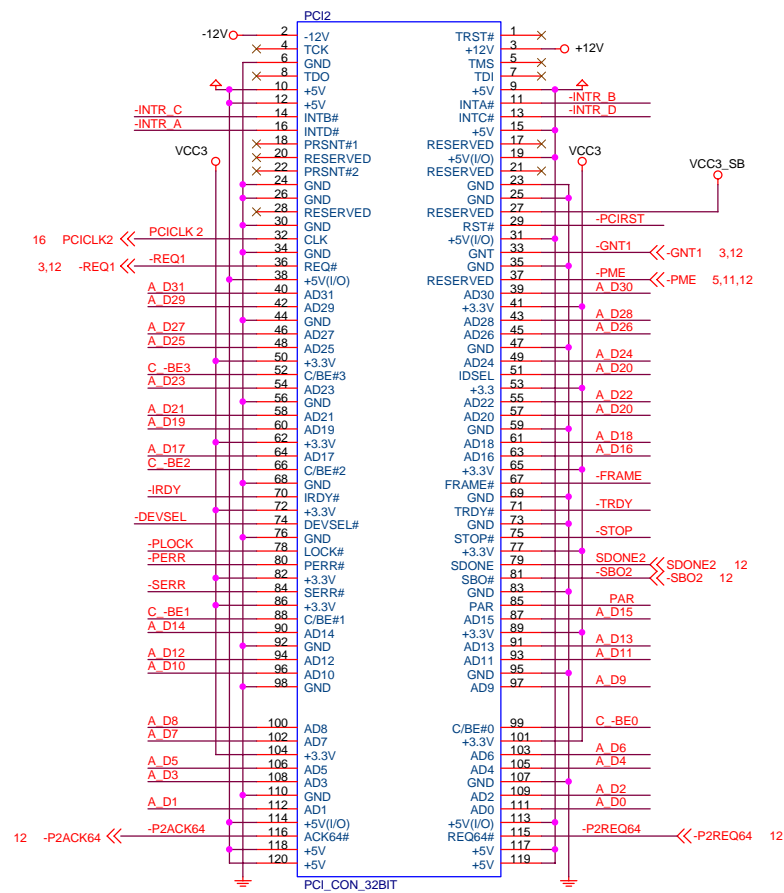 PCI2
-12V 2 -12V TRST# 1
4 TCK +12V 3 +12V
6 GND TMS 5
8 TDO TDI 7
10 +5V +5V 9
12 +5V INTA# 11 -INTR_B
-INTR_C 14 INTB# INTC# 13 -INTR_D
-INTR_A 16 INTD# +5V 15
18 PRSNT#1 RESERVED 17
VCC3 20 RESERVED +5V(I/O) 19 VCC3
22 PRSNT#2 RESERVED 21 VCC3_SB
24 GND GND 23
26 GND GND 25
28 RESERVED RESERVED 27
30 GND RST# 29 -PCIRST
16 PCICLK2 PCICLK 2 32 CLK +5V(I/O) 31
34 GND GNT 33 -GNT1 -GNT1 3,12
3,12 -REQ1 -REQ1 36 REQ# GND 35
38 +5V(I/O) RESERVED 37 -PME -PME 5,11,12
A_D31 40 AD31 AD30 39 A_D30
A_D29 42 AD29 +3.3V 41
44 GND AD28 43 A_D28
A_D27 46 AD27 AD26 45 A_D26
A_D25 48 AD25 GND 47
50 +3.3V AD24 49 A_D24
C_-BE3 52 C/BE#3 IDSEL 51 A_D20
A_D23 54 AD23 +3.3 53
56 GND AD22 55 A_D22
A_D21 58 AD21 AD20 57 A_D20
A_D19 60 AD19 GND 59
62 +3.3V AD18 61 A_D18
A_D17 64 AD17 AD16 63 A_D16
C_-BE2 66 C/BE#2 +3.3V 65
68 GND FRAME# 67 -FRAME
-IRDY 70 IRDY# GND 69
72 +3.3V TRDY# 71 -TRDY
-DEVSEL 74 DEVSEL# GND 73
76 GND STOP# 75 -STOP
-PLOCK 78 LOCK# +3.3V 77
-PERR 80 PERR# SDONE 79 SDONE2 SDONE2 12
82 +3.3V SBO# 81 -SBO2 -SBO2 12
-SERR 84 SERR# GND 83
86 +3.3V PAR 85 PAR
C_-BE1 88 C/BE#1 AD15 87 A_D15
A_D14 90 AD14 +3.3V 89
92 GND AD13 91 A_D13
A_D12 94 AD12 AD11 93 A_D11
A_D10 96 AD10 GND 95
98 GND AD9 97 A_D9
A_D8 100 AD8 C/BE#0 99 C_-BE0
A_D7 102 AD7 +3.3V 101
104 +3.3V AD6 103 A_D6
A_D5 106 AD5 AD4 105 A_D4
A_D3 108 AD3 GND 107
110 GND AD2 109 A_D2
A_D1 112 AD1 AD0 111 A_D0
114 +5V(I/O) +5V(I/O) 113
12 -P2ACK64 -P2ACK64 116 ACK64# REQ64# 115 -P2REQ64 -P2REQ64 12
118 +5V +5V 117
120 +5V +5V 119
PCI_CON_32BIT